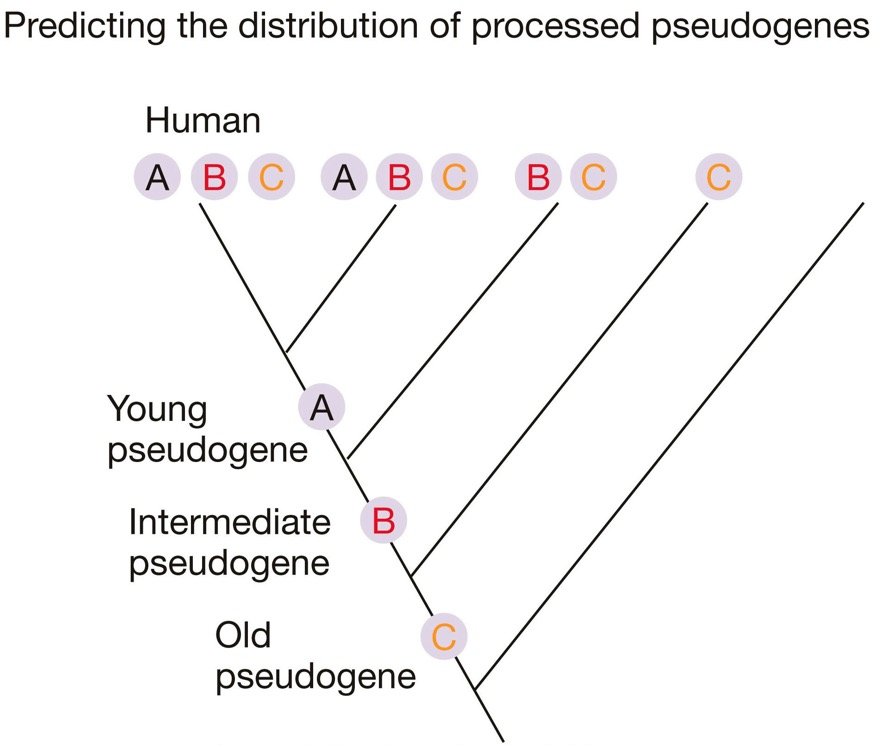 Predicting the distribution of processed pseudogenes
Human
A B C A B C B C C
A
Young
pseudogene
B
Intermediate
pseudogene
C
Old
pseudogene